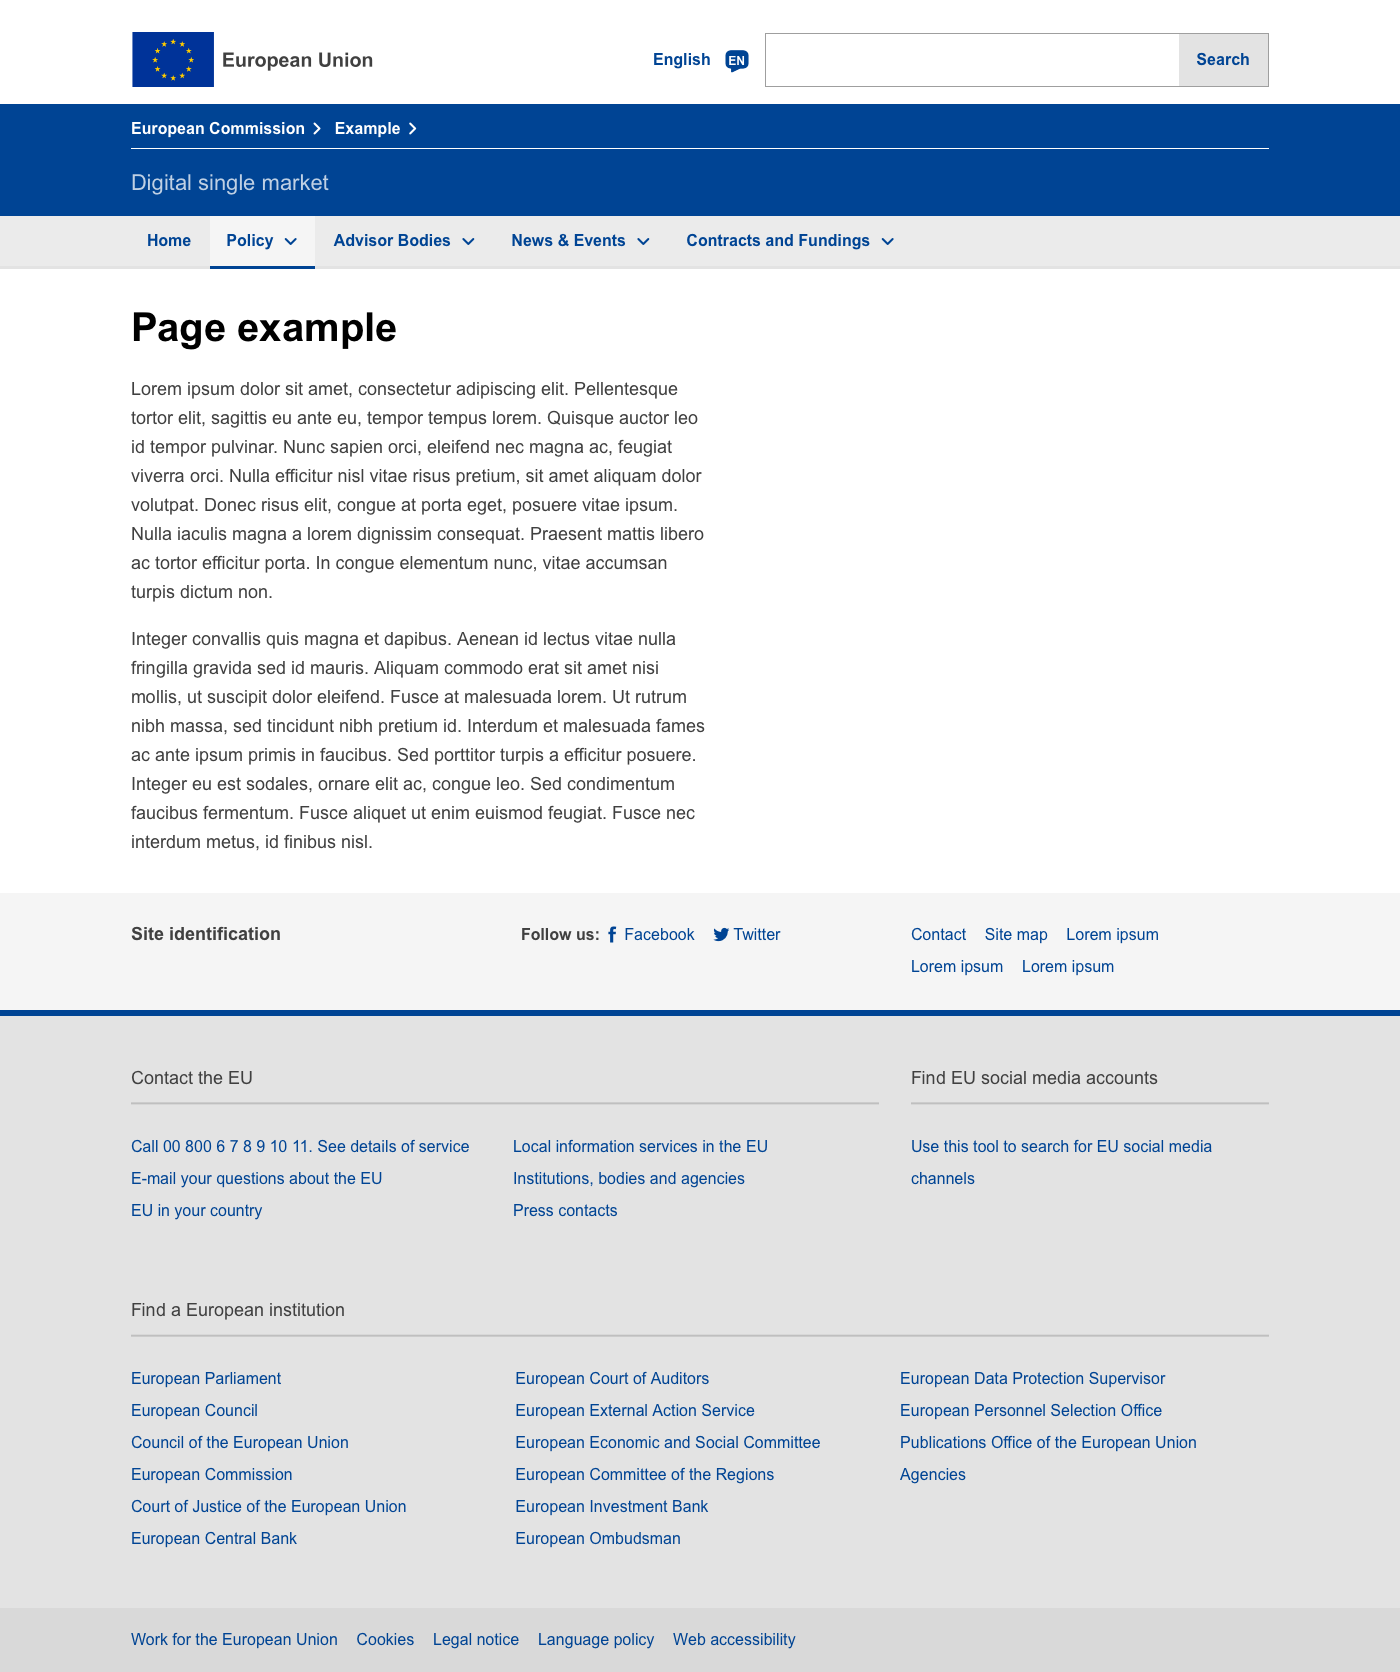 European Union
English EN Search
European Commission Example
Digital single market
Home Policy Advisor Bodies News & Events Contracts and Fundings
Page example
Lorem ipsum dolor sit amet, consectetur adipiscing elit. Pellentesque
tortor elit, sagittis eu ante eu, tempor tempus lorem. Quisque auctor leo
id tempor pulvinar. Nunc sapien orci, eleifend nec magna ac, feugiat
viverra orci. Nulla efficitur nisl vitae risus pretium, sit amet aliquam dolor
volutpat. Donec risus elit, congue at porta eget, posuere vitae ipsum.
Nulla iaculis magna a lorem dignissim consequat. Praesent mattis libero
ac tortor efficitur porta. In congue elementum nunc, vitae accumsan
turpis dictum non.
Integer convallis quis magna et dapibus. Aenean id lectus vitae nulla
fringilla gravida sed id mauris. Aliquam commodo erat sit amet nisi
mollis, ut suscipit dolor eleifend. Fusce at malesuada lorem. Ut rutrum
nibh massa, sed tincidunt nibh pretium id. Interdum et malesuada fames
ac ante ipsum primis in faucibus. Sed porttitor turpis a efficitur posuere.
Integer eu est sodales, ornare elit ac, congue leo. Sed condimentum
faucibus fermentum. Fusce aliquet ut enim euismod feugiat. Fusce nec
interdum metus, id finibus nisl.
Site identification
Follow us: Facebook Twitter
Contact Site map Lorem ipsum
Lorem ipsum Lorem ipsum
Contact the EU
Call 00 800 6 7 8 9 10 11. See details of service
E-mail your questions about the EU
EU in your country
Local information services in the EU
Institutions, bodies and agencies
Press contacts
Find EU social media accounts
Use this tool to search for EU social media
channels
Find a European institution
European Parliament
European Council
Council of the European Union
European Commission
Court of Justice of the European Union
European Central Bank
European Court of Auditors
European External Action Service
European Economic and Social Committee
European Committee of the Regions
European Investment Bank
European Ombudsman
European Data Protection Supervisor
European Personnel Selection Office
Publications Office of the European Union
Agencies
Work for the European Union Cookies Legal notice Language policy Web accessibility